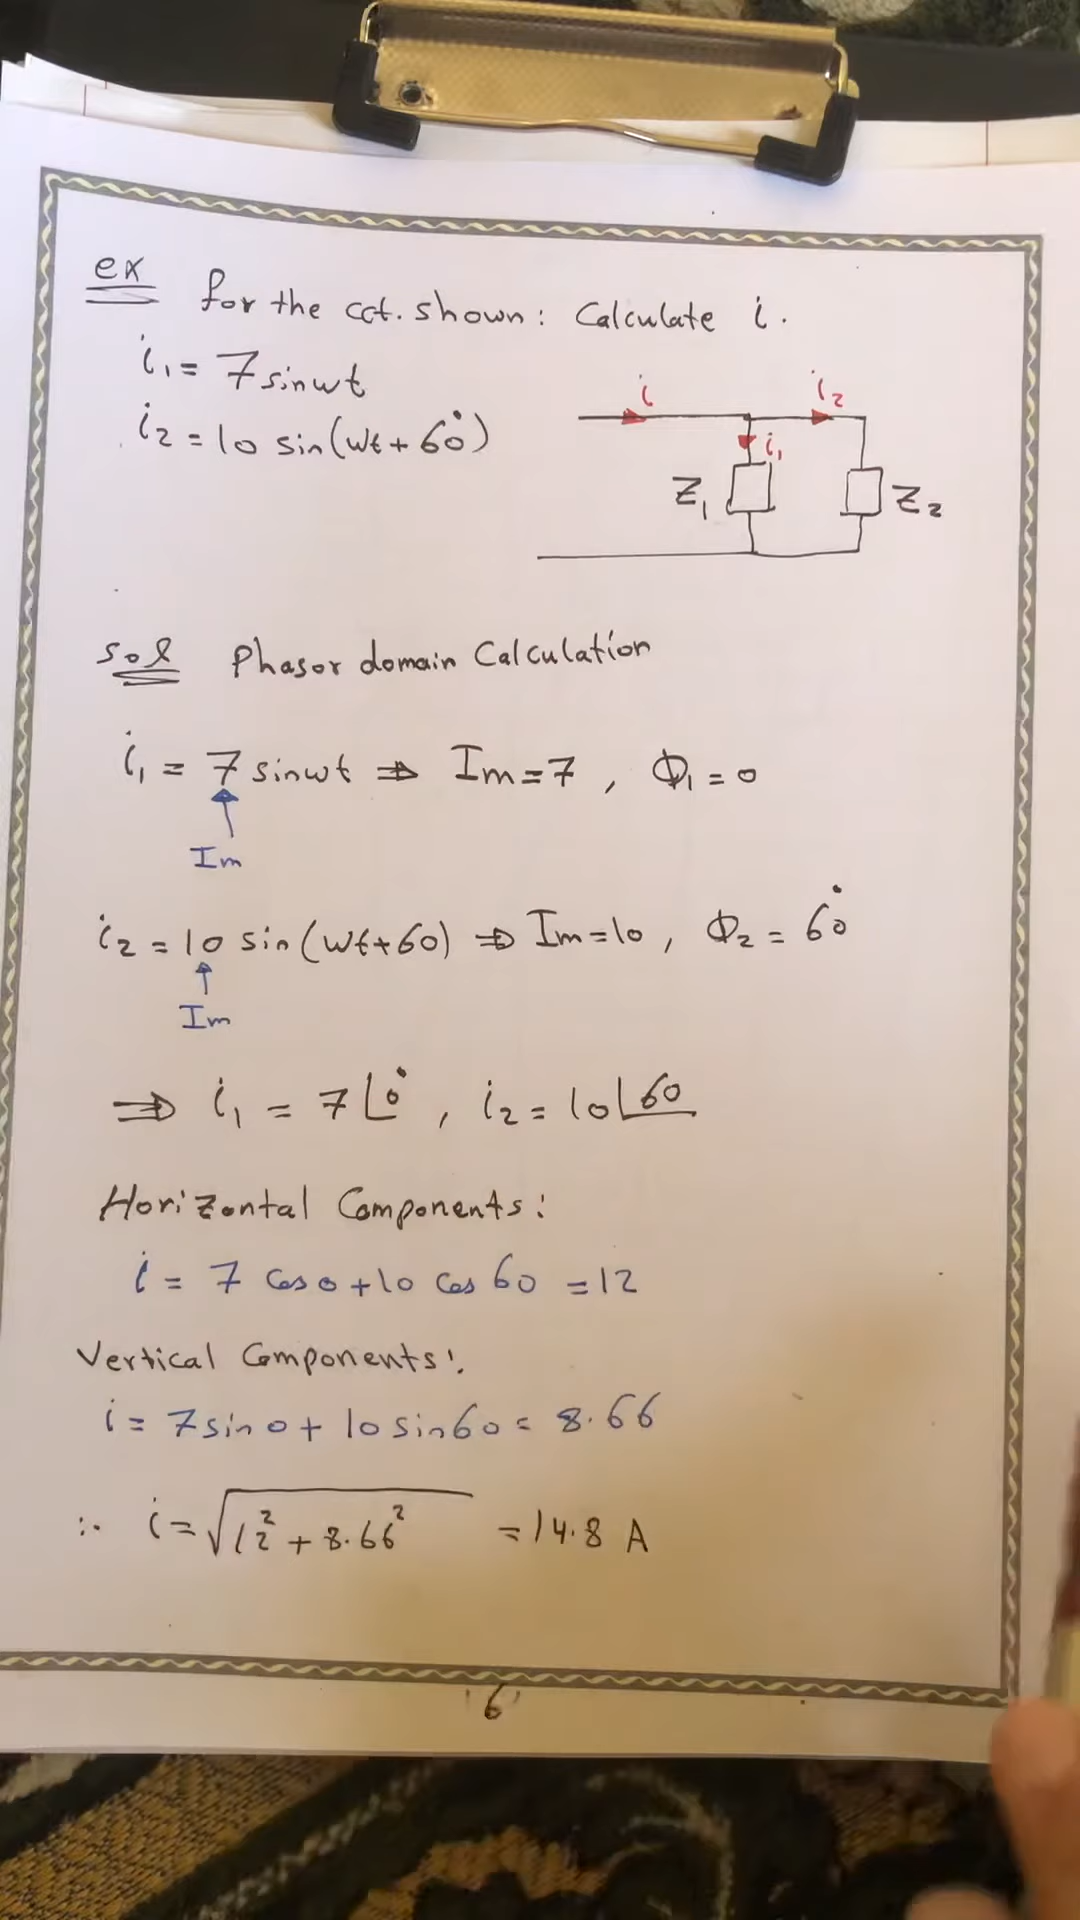 ex for the cct. shown: Calculate i.
i₁ = 7 sinwt
i₂ = 10 sin(wt + 60°)
i
i₂
i₁
Z₁
Z₂
sol Phasor domain Calculation
i₁ = 7 sinwt ⇒ Im = 7 , Φ₁ = 0
Im
i₂ = 10 sin(wt+60) ⇒ Im = 10 , Φ₂ = 60°
Im
⇒ i₁ = 7∠0° , i₂ = 10∠60
Horizontal Components:
i = 7 cos 0 + 10 cos 60 = 12
Vertical Components:
i = 7 sin 0 + 10 sin 60 = 8.66
∴ i = √(12² + 8.66²) = 14.8 A
'6'